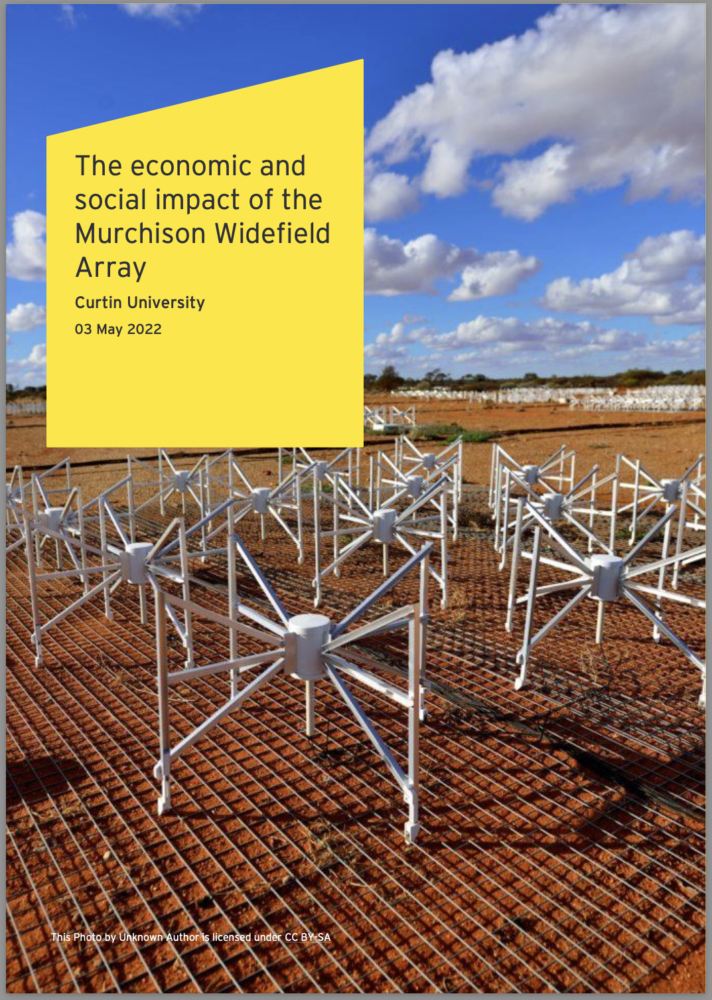 The economic and
social impact of the
Murchison Widefield
Array
Curtin University
03 May 2022
This Photo by Unknown Author is licensed under CC BY-SA